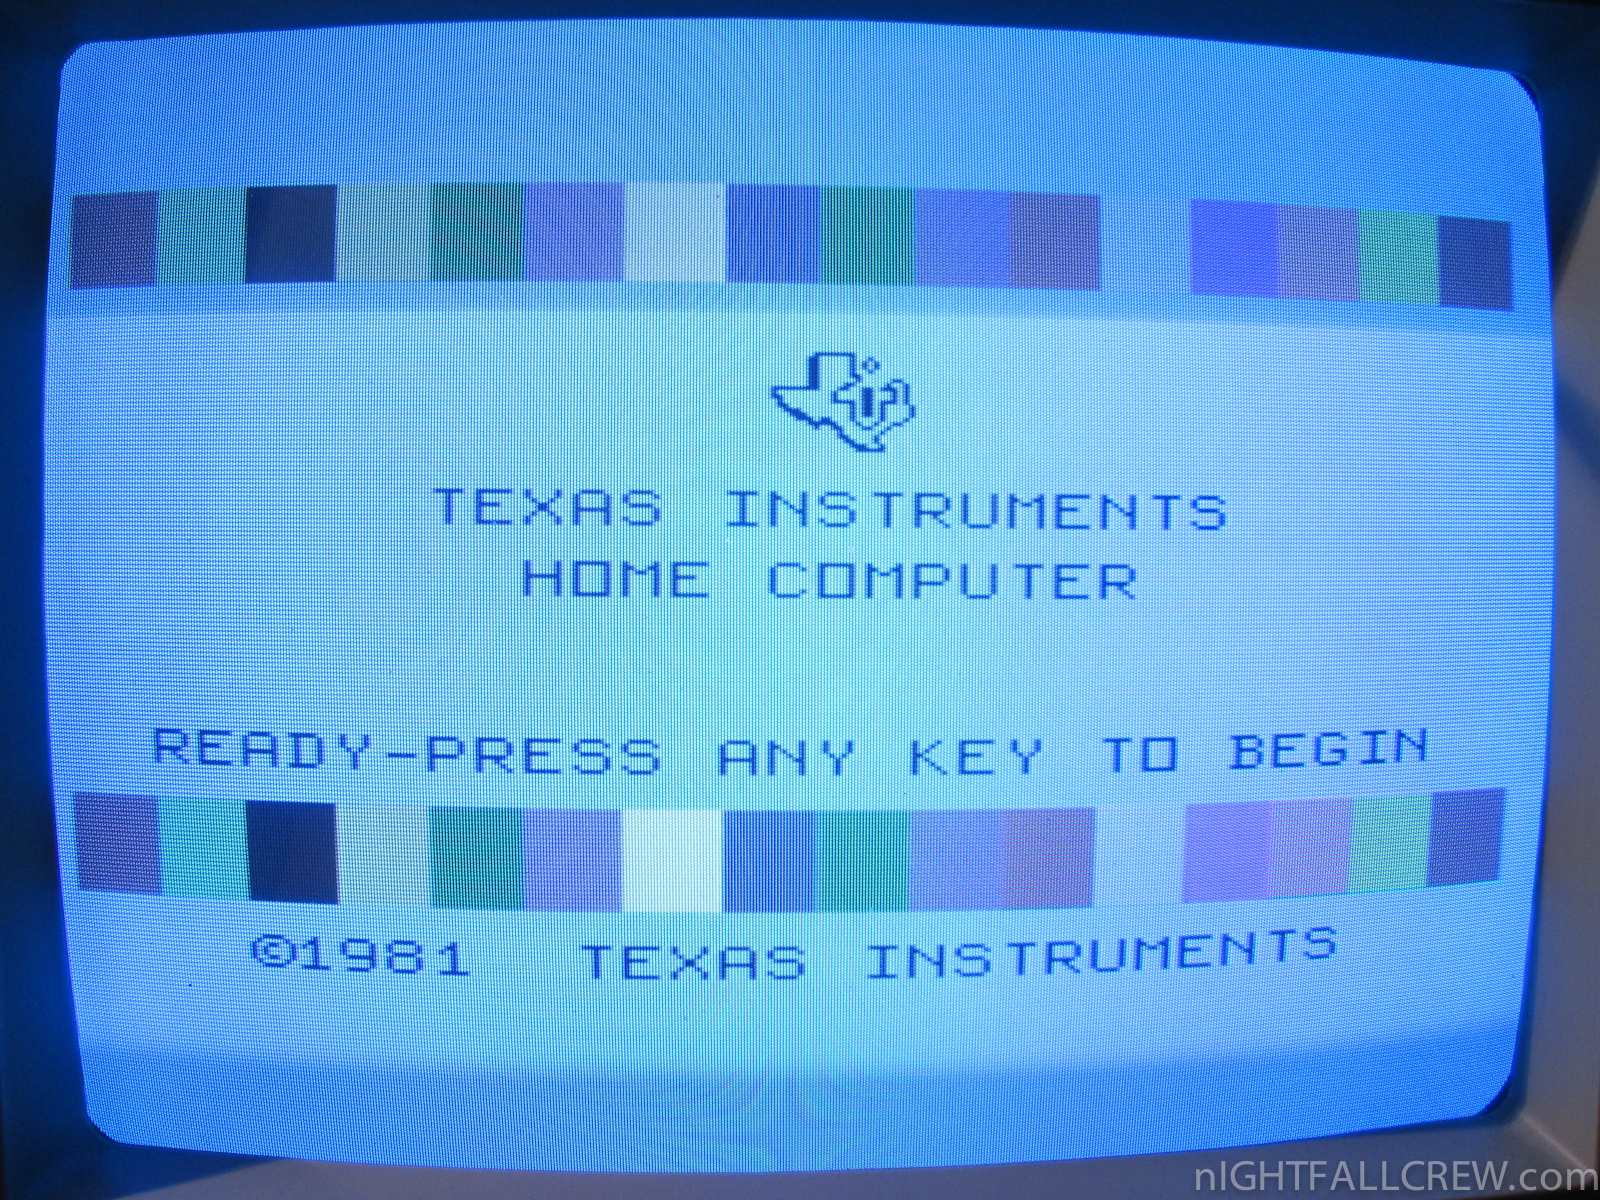 TEXAS INSTRUMENTS
HOME COMPUTER
READY-PRESS ANY KEY TO BEGIN
©1981 TEXAS INSTRUMENTS
nIGHTFALLCREW.com